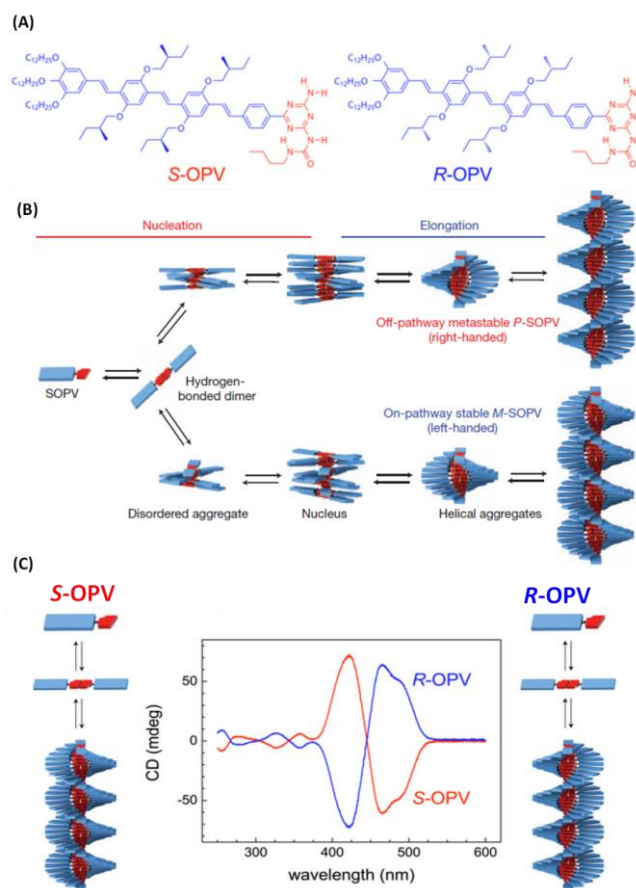 (A)
C₁₂H₂₅O
C₁₂H₂₅O
C₁₂H₂₅O
O
O
O
O
N
N
N
N
H
H
H
N
H
N
O
S-OPV
C₁₂H₂₅O
C₁₂H₂₅O
C₁₂H₂₅O
O
O
O
O
N
N
N
N
H
H
H
N
H
N
O
R-OPV
(B)
Nucleation
Elongation
Off-pathway metastable P-SOPV
(right-handed)
SOPV
Hydrogen-
bonded dimer
On-pathway stable M-SOPV
(left-handed)
Disordered aggregate
Nucleus
Helical aggregates
(C)
S-OPV
R-OPV
CD (mdeg)
50
0
-50
R-OPV
S-OPV
300
400
500
600
wavelength (nm)